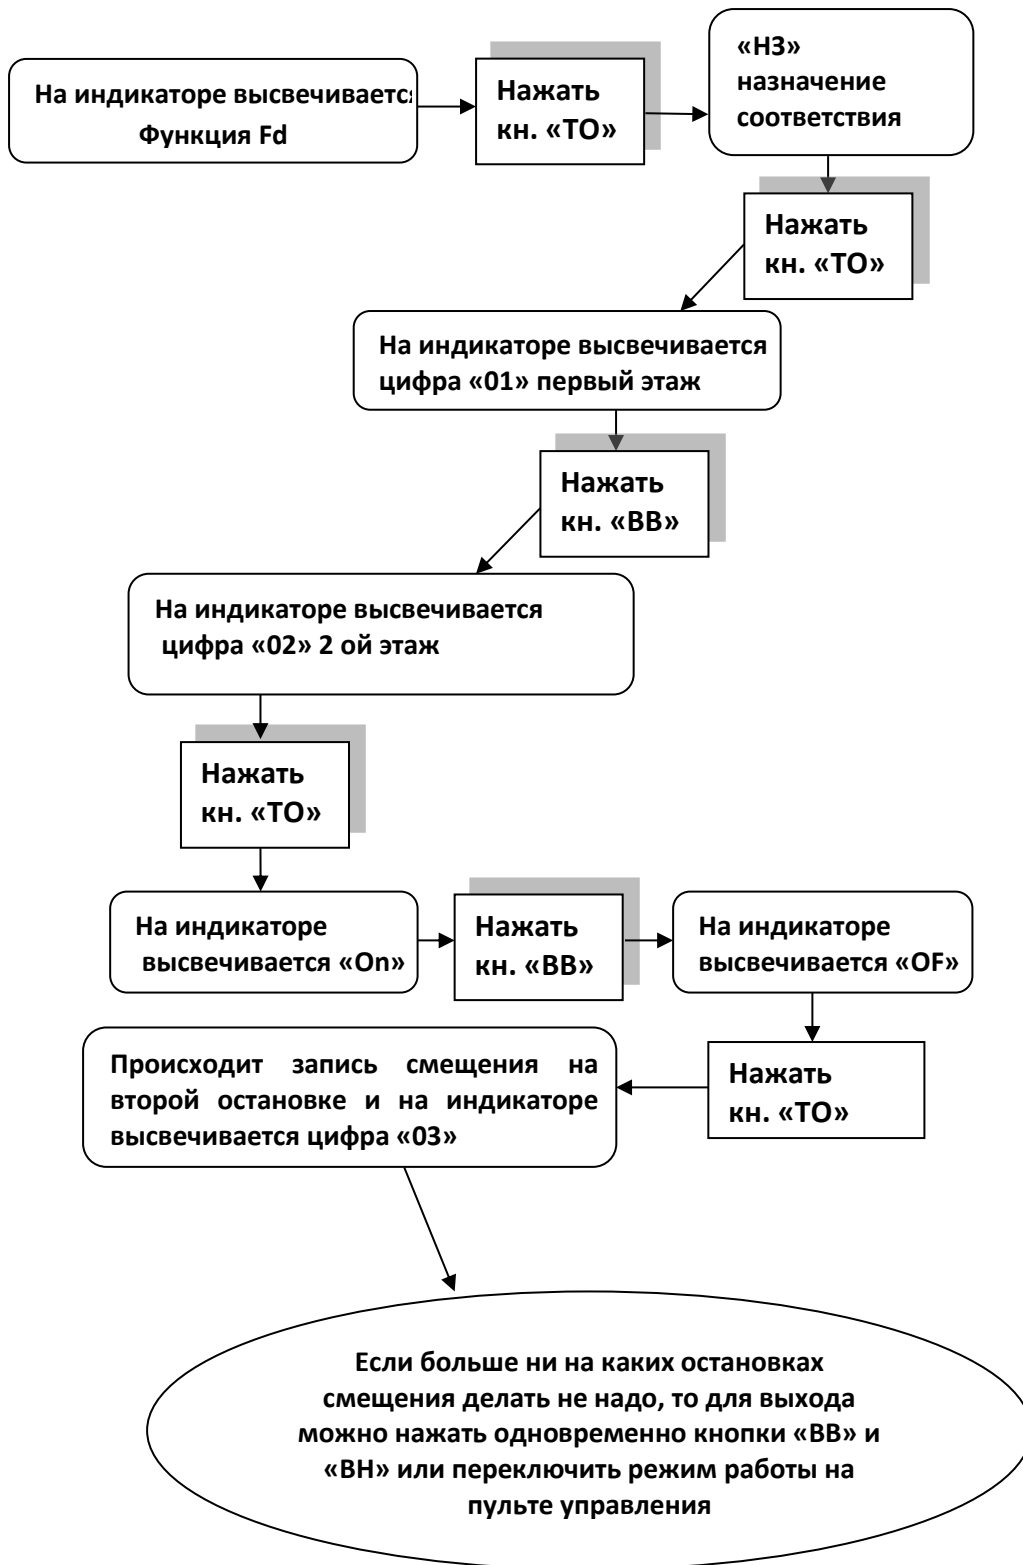 На индикаторе высвечивается
Функция Fd
Нажать
кн. «ТО»
«НЗ»
назначение
соответствия
Нажать
кн. «ТО»
На индикаторе высвечивается
цифра «01» первый этаж
Нажать
кн. «ВВ»
На индикаторе высвечивается
цифра «02» 2 ой этаж
Нажать
кн. «ТО»
На индикаторе
высвечивается «On»
Нажать
кн. «ВВ»
На индикаторе
высвечивается «OF»
Нажать
кн. «ТО»
Происходит запись смещения на
второй остановке и на индикаторе
высвечивается цифра «03»
Если больше ни на каких остановках
смещения делать не надо, то для выхода
можно нажать одновременно кнопки «ВВ» и
«ВН» или переключить режим работы на
пульте управления